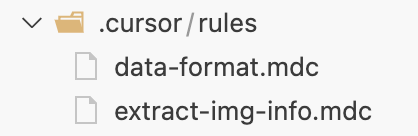 .cursor/rules
data-format.mdc
extract-img-info.mdc